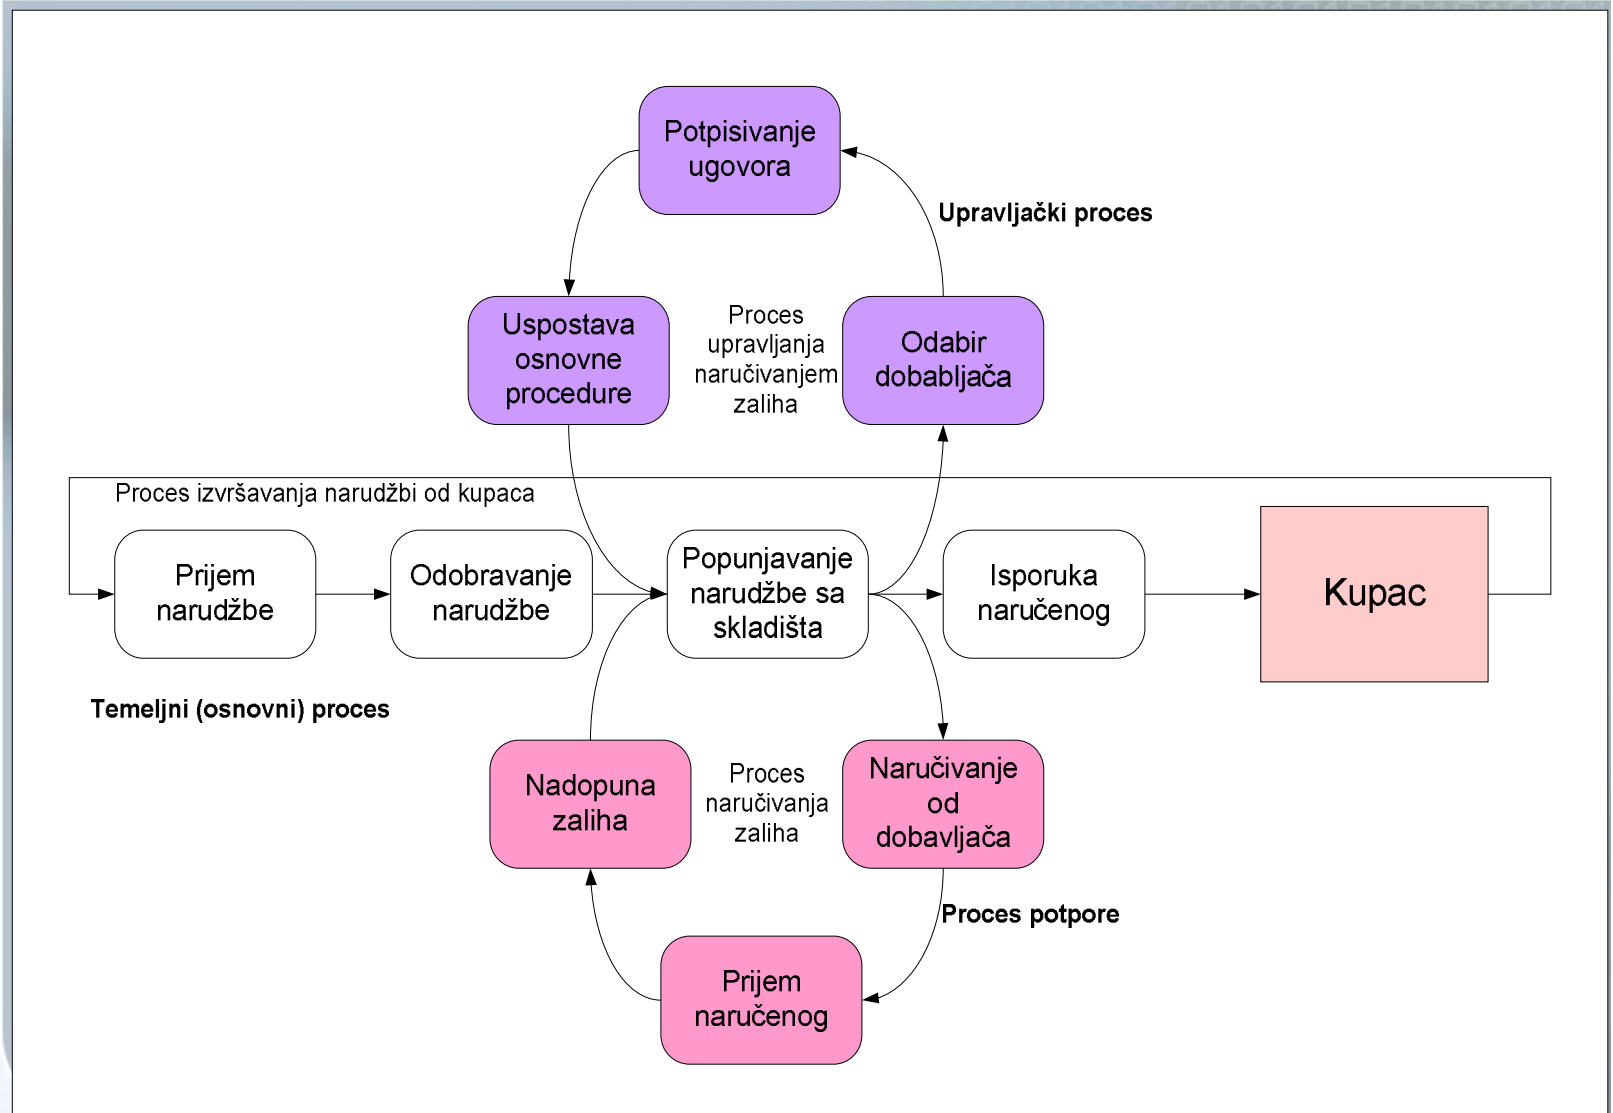 Potpisivanje
ugovora
Upravljački proces
Uspostava
osnovne
procedure
Proces
upravljanja
naručivanjem
zaliha
Odabir
dobabljača
Proces izvršavanja narudžbi od kupaca
Prijem
narudžbe
Odobravanje
narudžbe
Popunjavanje
narudžbe sa
skladišta
Isporuka
naručenog
Kupac
Temeljni (osnovni) proces
Nadopuna
zaliha
Proces
naručivanja
zaliha
Naručivanje
od
dobavljača
Proces potpore
Prijem
naručenog